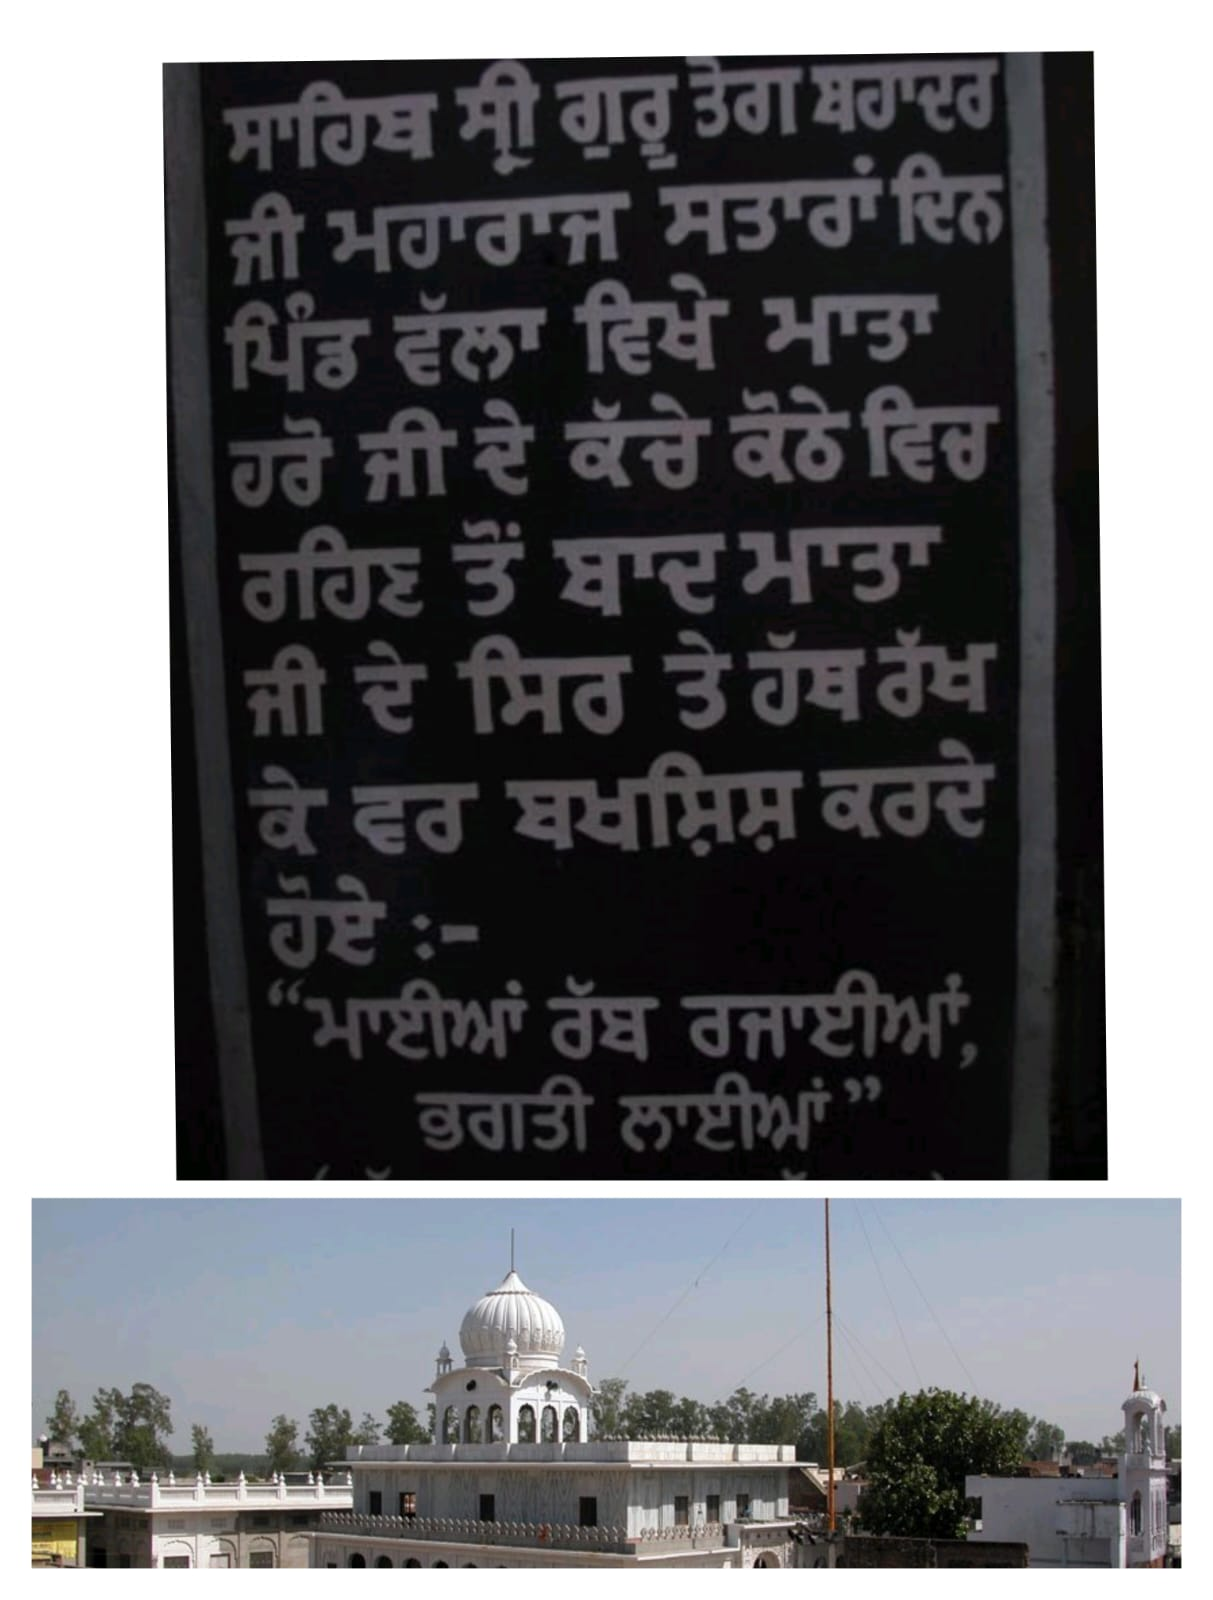 ਸਾਹਿਬ ਸ੍ਰੀ ਗੁਰੂ ਤੇਗ ਬਹਾਦਰ
ਜੀ ਮਹਾਰਾਜ ਸਤਾਰਾਂ ਦਿਨ
ਪਿੰਡ ਵੱਲਾ ਵਿਖੇ ਮਾਤਾ
ਹਰੋ ਜੀ ਦੇ ਕੱਚੇ ਕੋਠੇ ਵਿਚ
ਰਹਿਣ ਤੋਂ ਬਾਦ ਮਾਤਾ
ਜੀ ਦੇ ਸਿਰ ਤੇ ਹੱਥ ਰੱਖ
ਕੇ ਵਰ ਬਖਸ਼ਿਸ਼ ਕਰਦੇ
ਹੋਏ :-
“ਮਾਈਆਂ ਰੱਬ ਰਜਾਈਆਂ,
ਭਗਤੀ ਲਾਈਆਂ”